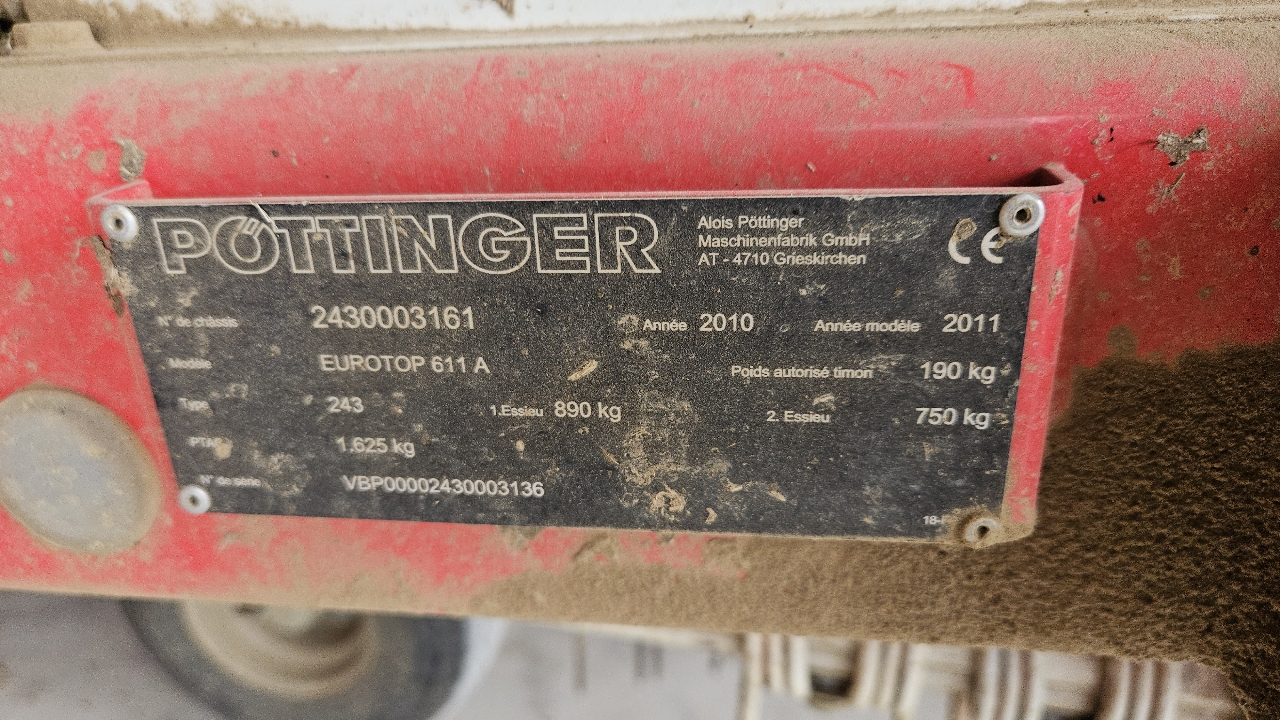 PÖTTINGER
Alois Pöttinger
Maschinenfabrik GmbH
AT - 4710 Grieskirchen
CE
N° de châssis 2430003161 Année 2010 Année modèle 2011
Modèle EUROTOP 611 A Poids autorisé timon 190 kg
Type 243 1.Essieu 890 kg 2. Essieu 750 kg
PTAC 1.625 kg
N° de série VBP00002430003136